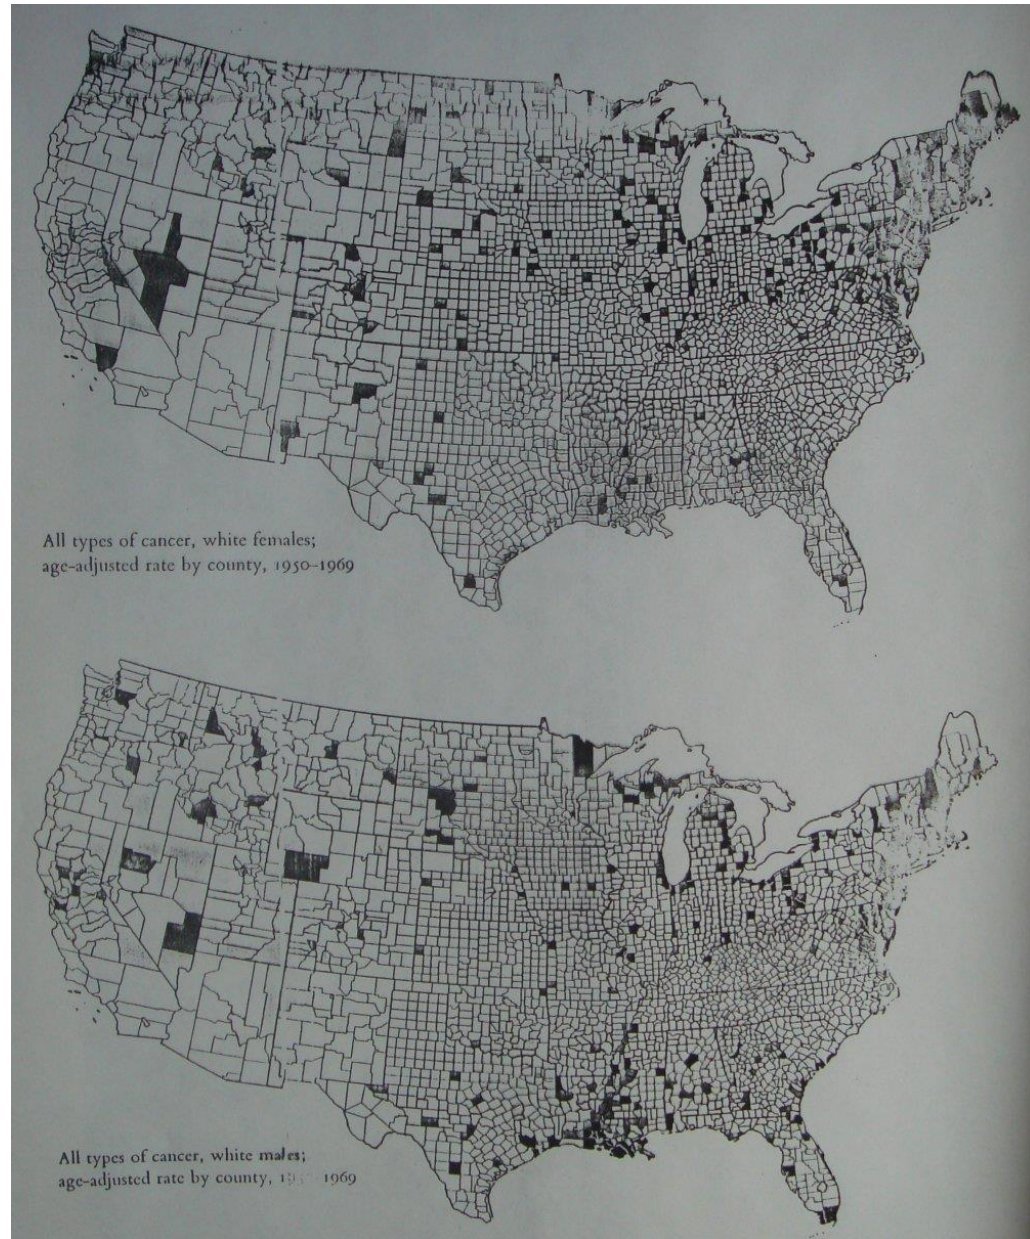 All types of cancer, white females;
age-adjusted rate by county, 1950–1969
All types of cancer, white males;
age-adjusted rate by county, 1969